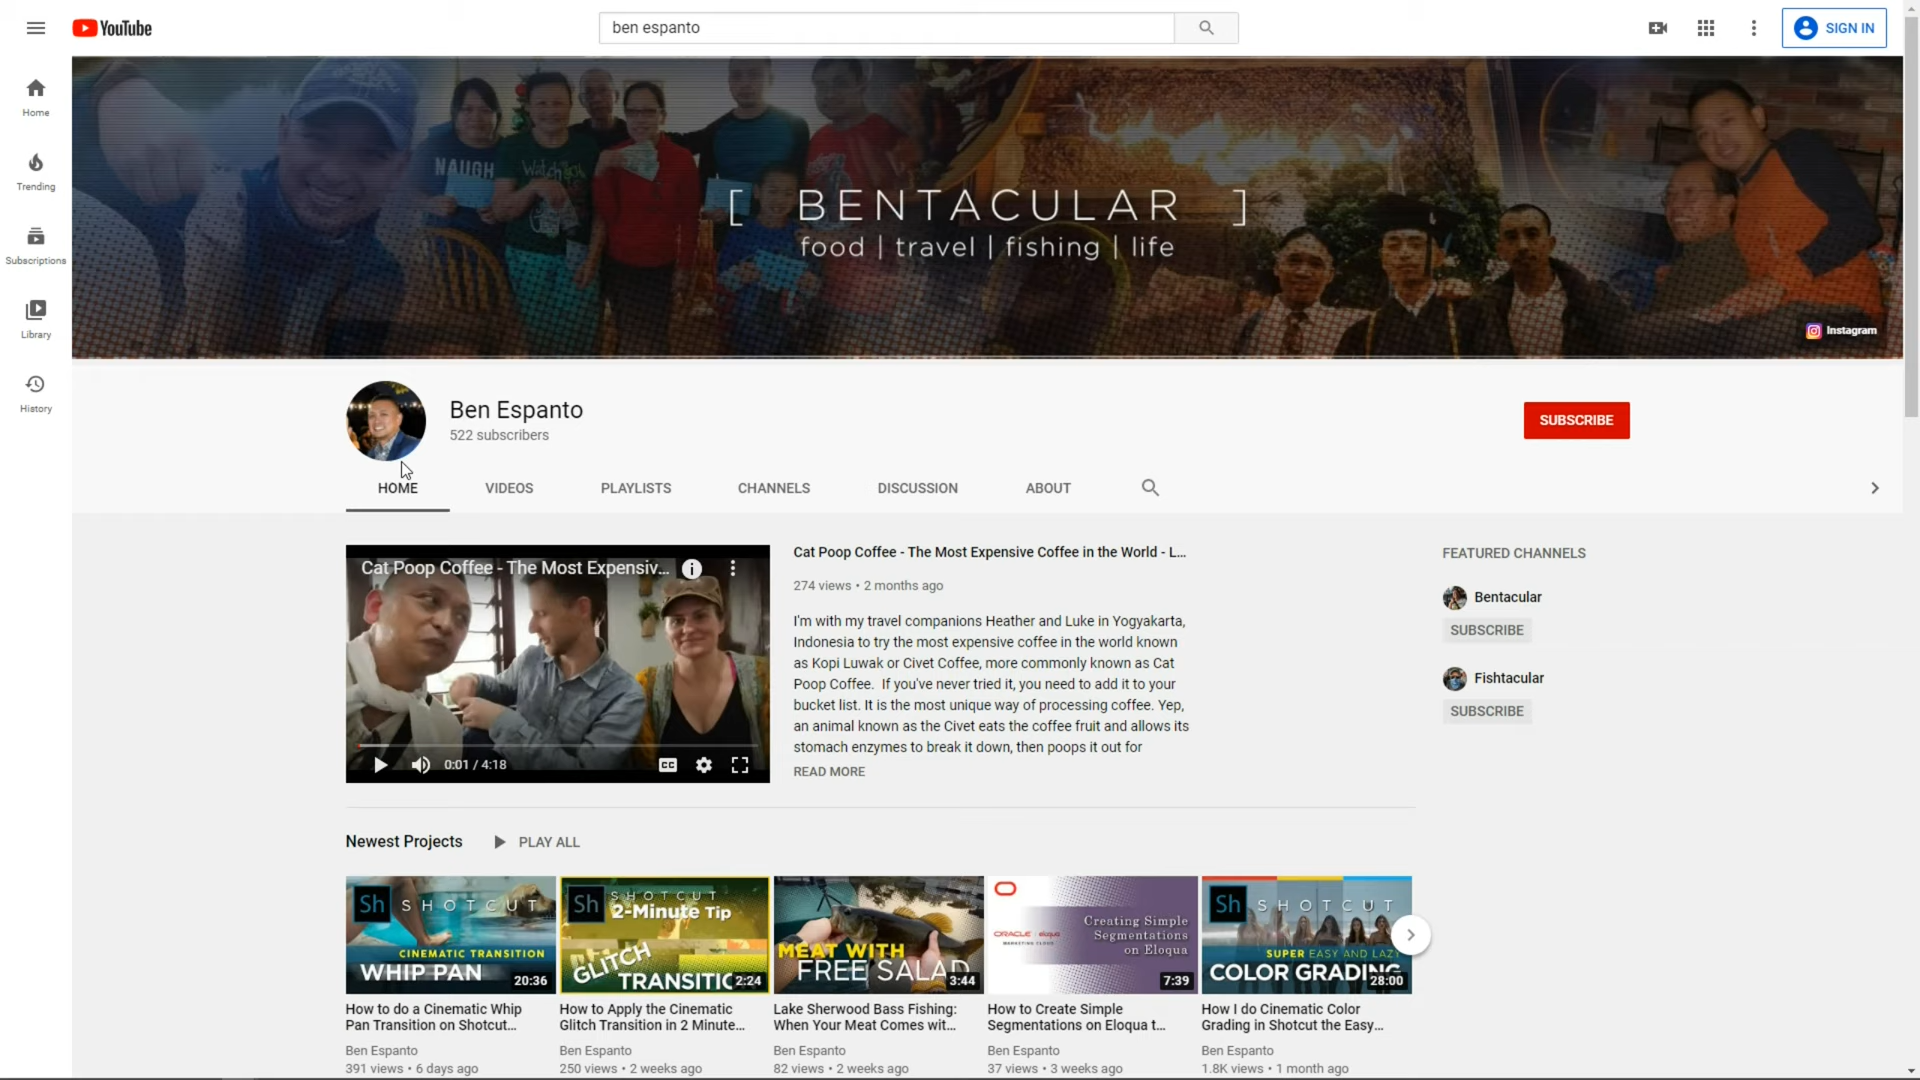 YouTube
ben espanto
SIGN IN
Home
Trending
Subscriptions
Library
History
NAUGH
Watch
[ BENTACULAR ]
food | travel | fishing | life
Instagram
Ben Espanto
522 subscribers
SUBSCRIBE
HOME
VIDEOS
PLAYLISTS
CHANNELS
DISCUSSION
ABOUT
Cat Poop Coffee - The Most Expensiv...
0:01 / 4:18
CC
Cat Poop Coffee - The Most Expensive Coffee in the World - L...
274 views • 2 months ago
I'm with my travel companions Heather and Luke in Yogyakarta,
Indonesia to try the most expensive coffee in the world known
as Kopi Luwak or Civet Coffee, more commonly known as Cat
Poop Coffee.  If you've never tried it, you need to add it to your
bucket list. It is the most unique way of processing coffee. Yep,
an animal known as the Civet eats the coffee fruit and allows its
stomach enzymes to break it down, then poops it out for
READ MORE
FEATURED CHANNELS
Bentacular
SUBSCRIBE
Fishtacular
SUBSCRIBE
Newest Projects
PLAY ALL
Sh SHOTCUT
CINEMATIC TRANSITION
WHIP PAN
20:36
How to do a Cinematic Whip
Pan Transition on Shotcut...
Ben Espanto
391 views • 6 days ago
Sh SHOTCUT
2-Minute Tip
GLITCH
TRANSITIC
2:24
How to Apply the Cinematic
Glitch Transition in 2 Minute...
Ben Espanto
250 views • 2 weeks ago
MEAT WITH
FREE SALAD
3:44
Lake Sherwood Bass Fishing:
When Your Meat Comes wit...
Ben Espanto
82 views • 2 weeks ago
Creating Simple
Segmentations
on Eloqua
ORACLE | eloqua
MARKETING CLOUD
7:39
How to Create Simple
Segmentations on Eloqua t...
Ben Espanto
37 views • 3 weeks ago
Sh SHOTCUT
SUPER EASY AND LAZY
COLOR GRADING
28:00
How I do Cinematic Color
Grading in Shotcut the Easy...
Ben Espanto
1.8K views • 1 month ago